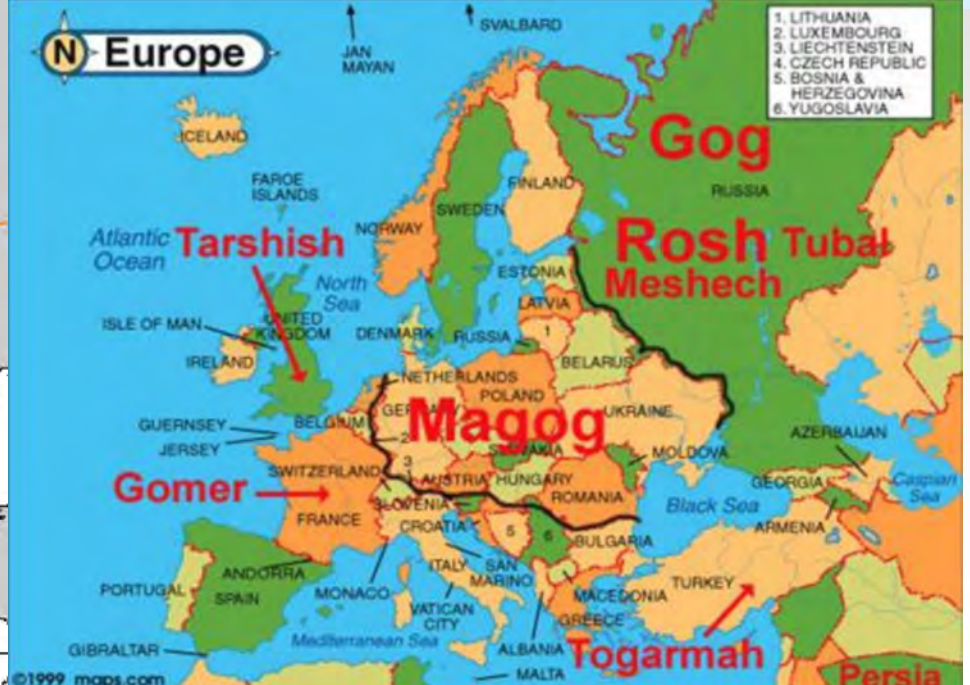 N Europe
JAN
MAYAN
SVALBARD
1. LITHUANIA
2. LUXEMBOURG
3. LIECHTENSTEIN
4. CZECH REPUBLIC
5. BOSNIA &
HERZEGOVINA
6. YUGOSLAVIA
ICELAND
Gog
FAROE
ISLANDS
FINLAND
RUSSIA
SWEDEN
NORWAY
Atlantic
Ocean
Tarshish
Rosh Tubal
Meshech
North
Sea
ESTONIA
LATVIA
ISLE OF MAN
UNITED
KINGDOM
DENMARK
RUSSIA
1
IRELAND
BELARUS
NETHERLANDS
POLAND
GUERNSEY
JERSEY
BELGIUM
GERMANY
Magog
UKRAINE
2
3
SLOVAKIA
MOLDOVA
AZERBAIJAN
SWITZERLAND
AUSTRIA
HUNGARY
GEORGIA
Caspian
Sea
Gomer
SLOVENIA
ROMANIA
Black Sea
FRANCE
CROATIA
5
6
BULGARIA
ARMENIA
ITALY
SAN
MARINO
ANDORRA
PORTUGAL
SPAIN
MONACO
VATICAN
CITY
MACEDONIA
TURKEY
GREECE
GIBRALTAR
Mediterranean Sea
ALBANIA
Togarmah
MALTA
Persia
©1999 maps.com